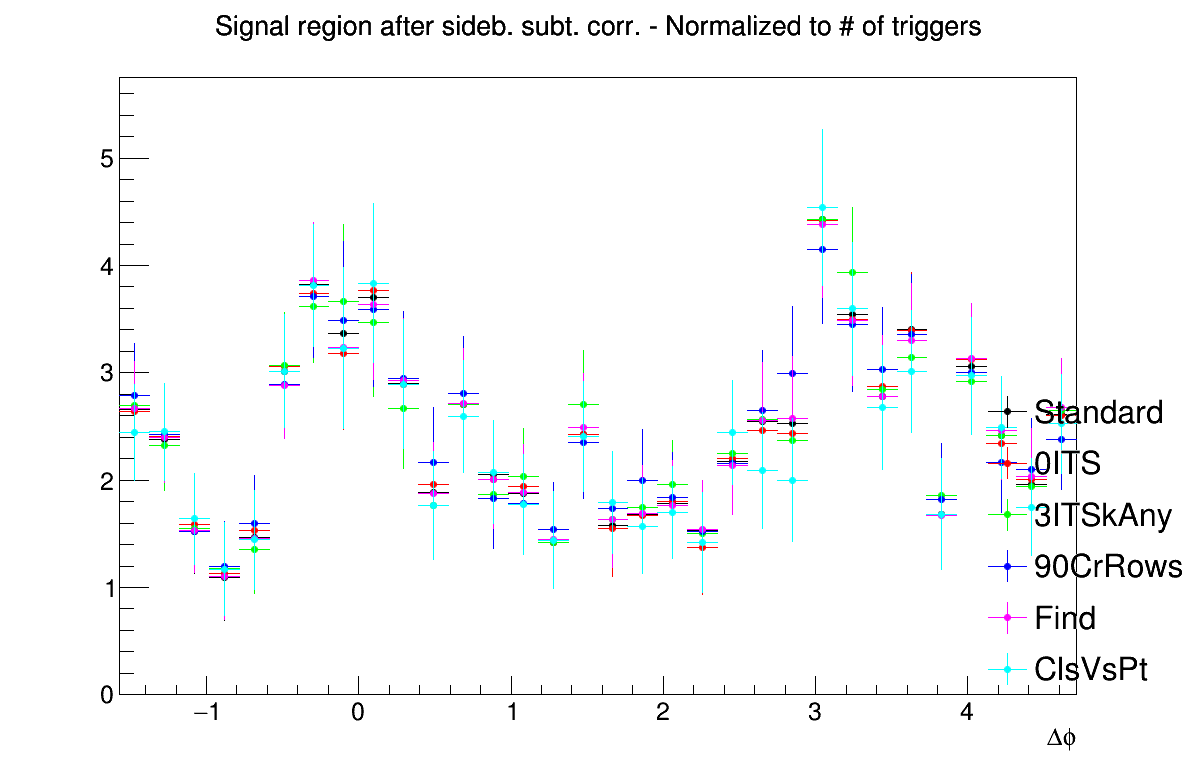 Signal region after sideb. subt. corr. - Normalized to # of triggers
5
4
3
2
1
0
−1 0 1 2 3 4
Δϕ
Standard
0ITS
3ITSkAny
90CrRows
Find
ClsVsPt